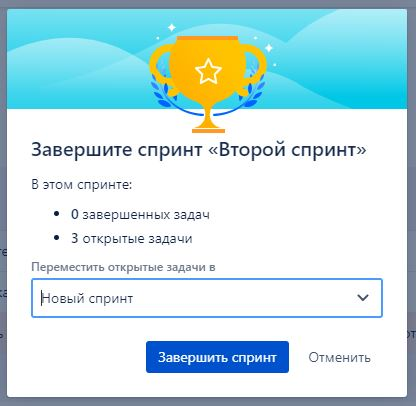 Завершите спринт «Второй спринт»
В этом спринте:
0 завершенных задач
3 открытые задачи
Переместить открытые задачи в
Новый спринт
Завершить спринт Отменить